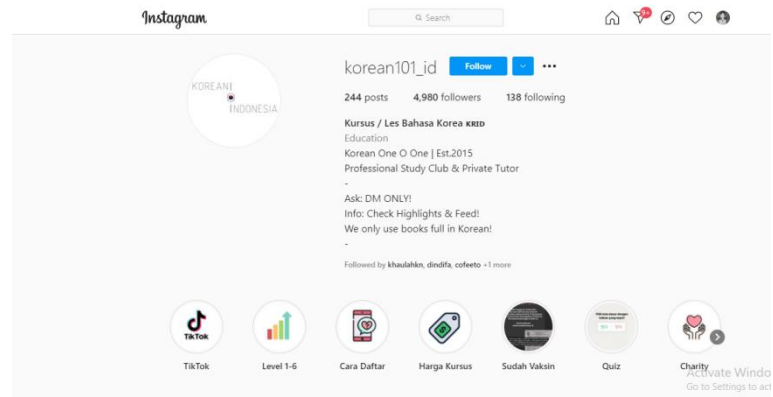 Instagram
Search
9+
KOREAN
INDONESIA
korean101_id Follow
244 posts 4,980 followers 138 following
Kursus / Les Bahasa Korea ᴋʀɪᴅ
Education
Korean One O One | Est.2015
Professional Study Club & Private Tutor
-
Ask: DM ONLY!
Info: Check Highlights & Feed!
We only use books full in Korean!
-
Followed by khaulahkn, dindifa, cofeeto +1 more
TikTok
TikTok Level 1-6 Cara Daftar Harga Kursus Sudah Vaksin Quiz Charity
Activate Windo
Go to Settings to act